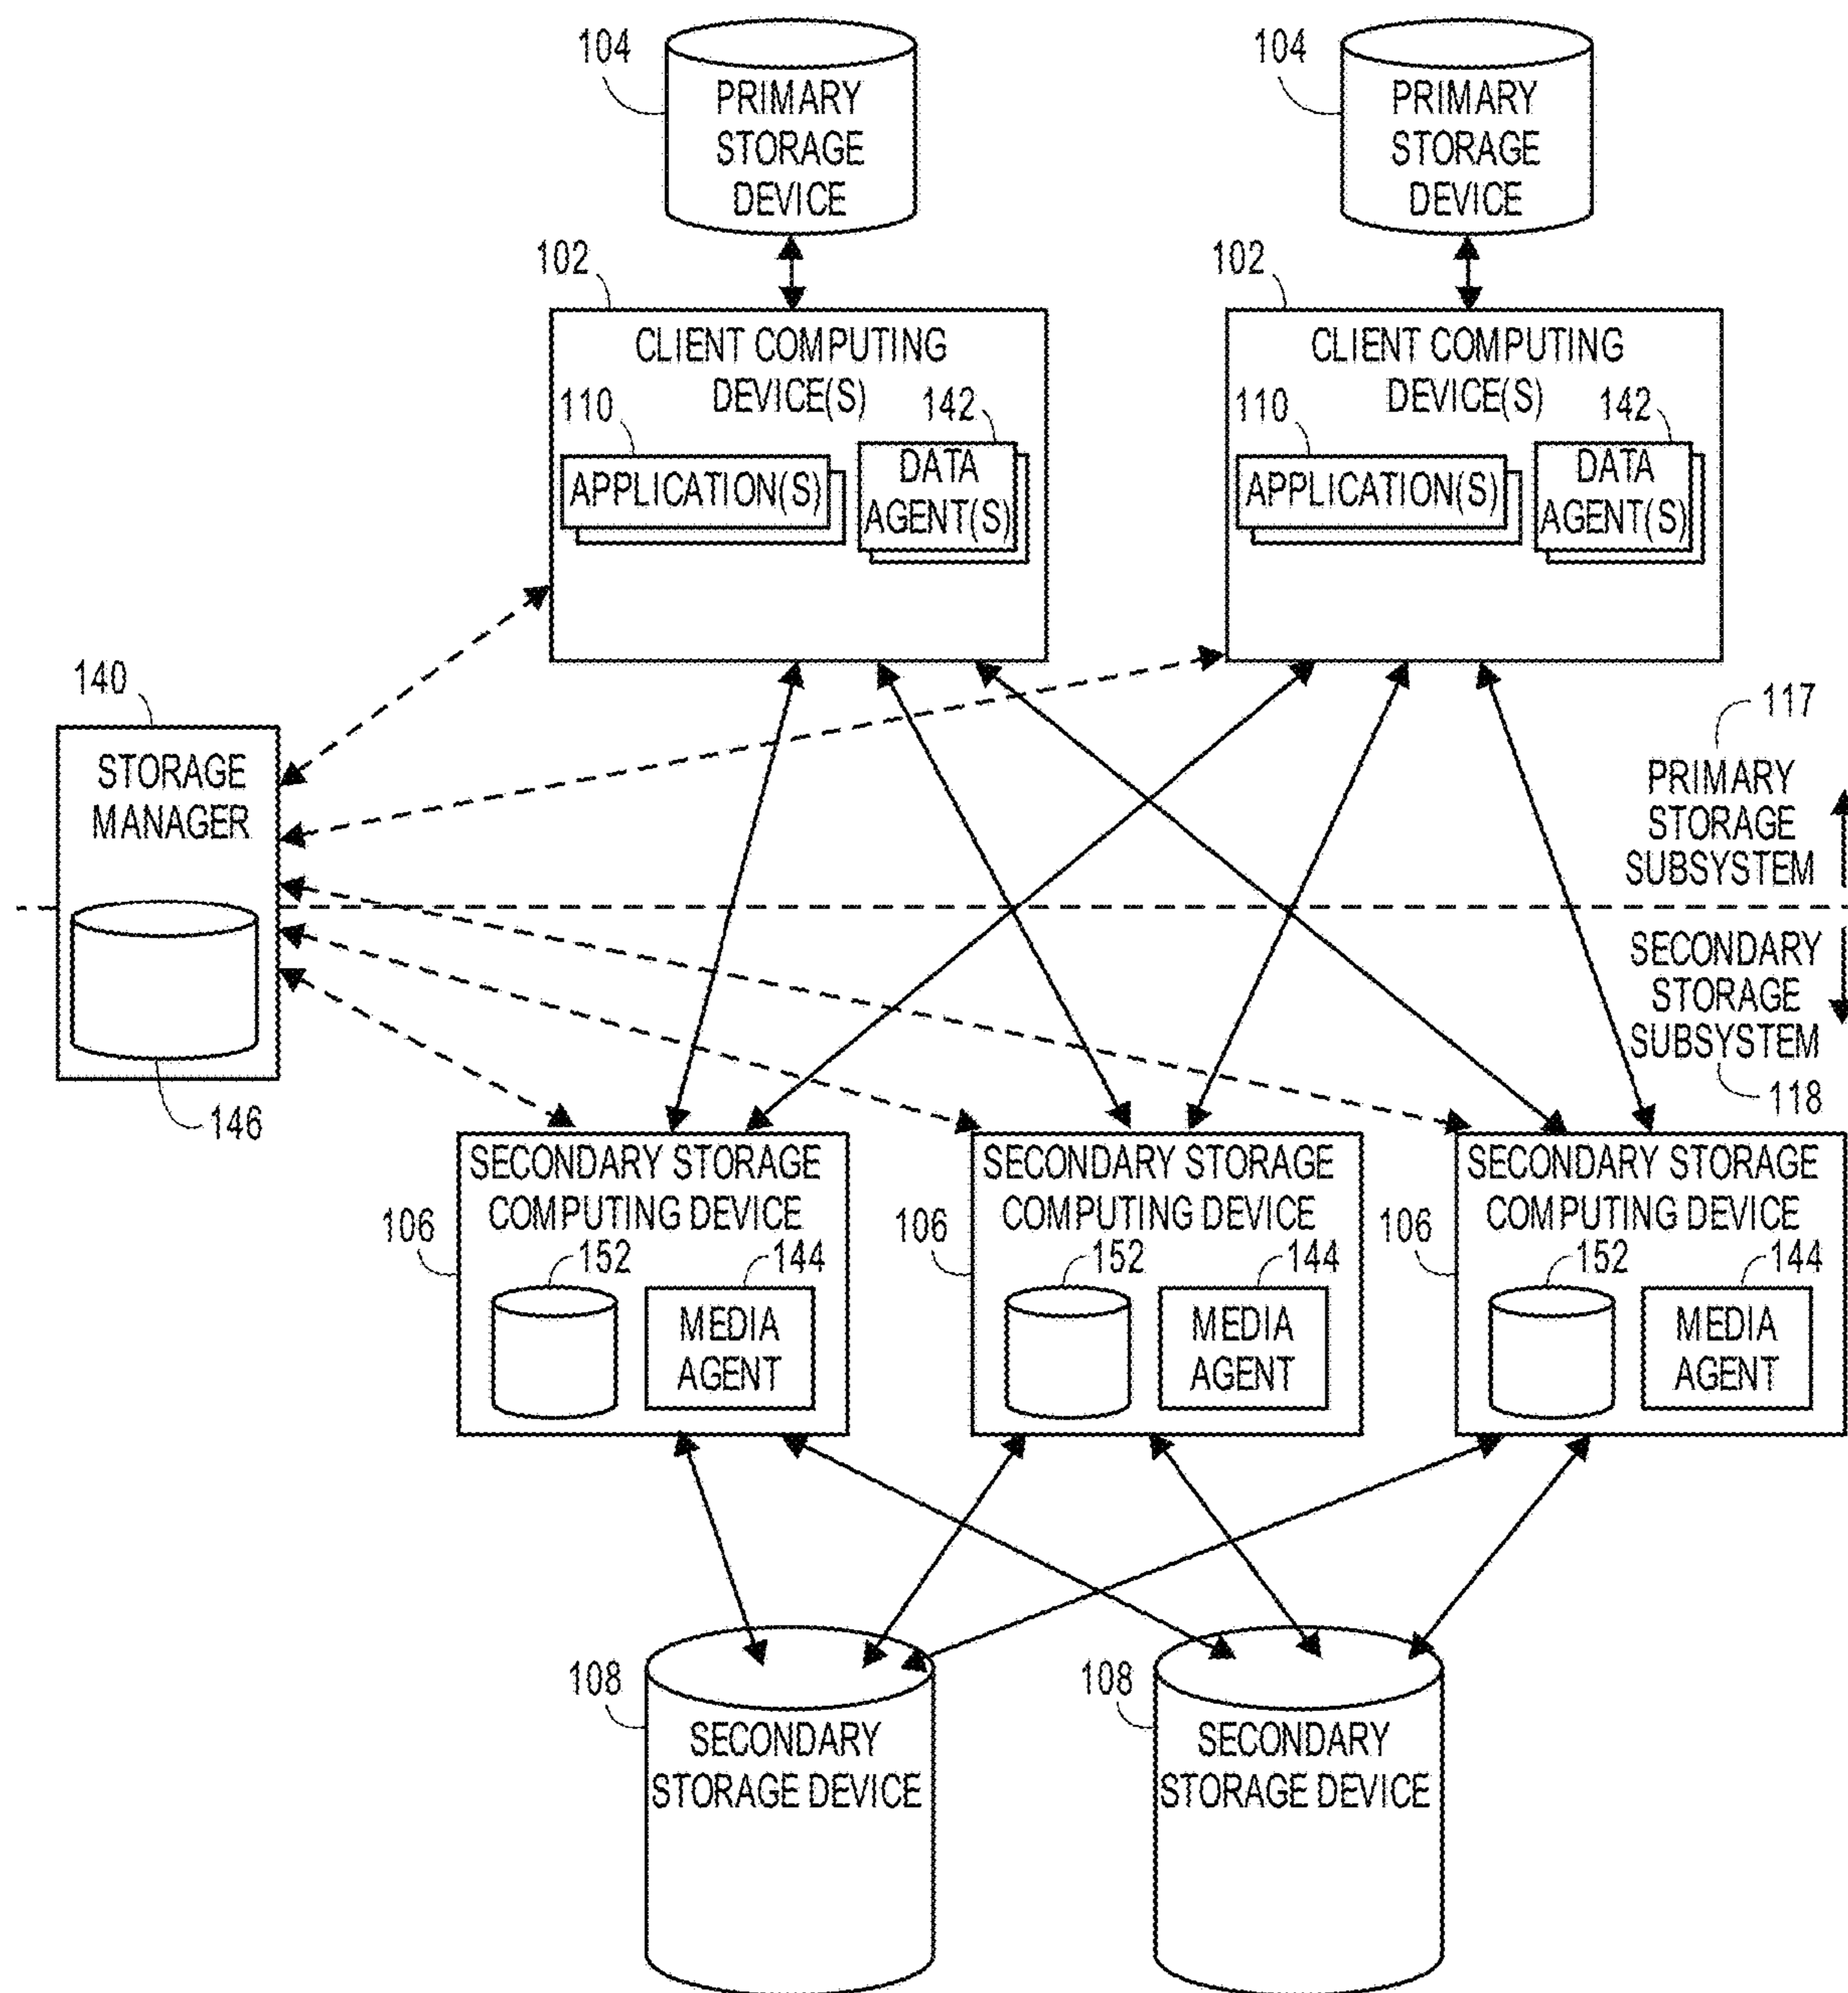 104
PRIMARY
STORAGE
DEVICE
104
PRIMARY
STORAGE
DEVICE
102
CLIENT COMPUTING
DEVICE(S)
110
142
APPLICATION(S)
DATA
AGENT(S)
102
CLIENT COMPUTING
DEVICE(S)
110
142
APPLICATION(S)
DATA
AGENT(S)
140
STORAGE
MANAGER
146
117
PRIMARY
STORAGE
SUBSYSTEM
SECONDARY
STORAGE
SUBSYSTEM
118
SECONDARY STORAGE
COMPUTING DEVICE
106
152
144
MEDIA
AGENT
SECONDARY STORAGE
COMPUTING DEVICE
106
152
144
MEDIA
AGENT
SECONDARY STORAGE
COMPUTING DEVICE
106
152
144
MEDIA
AGENT
108
SECONDARY
STORAGE DEVICE
108
SECONDARY
STORAGE DEVICE